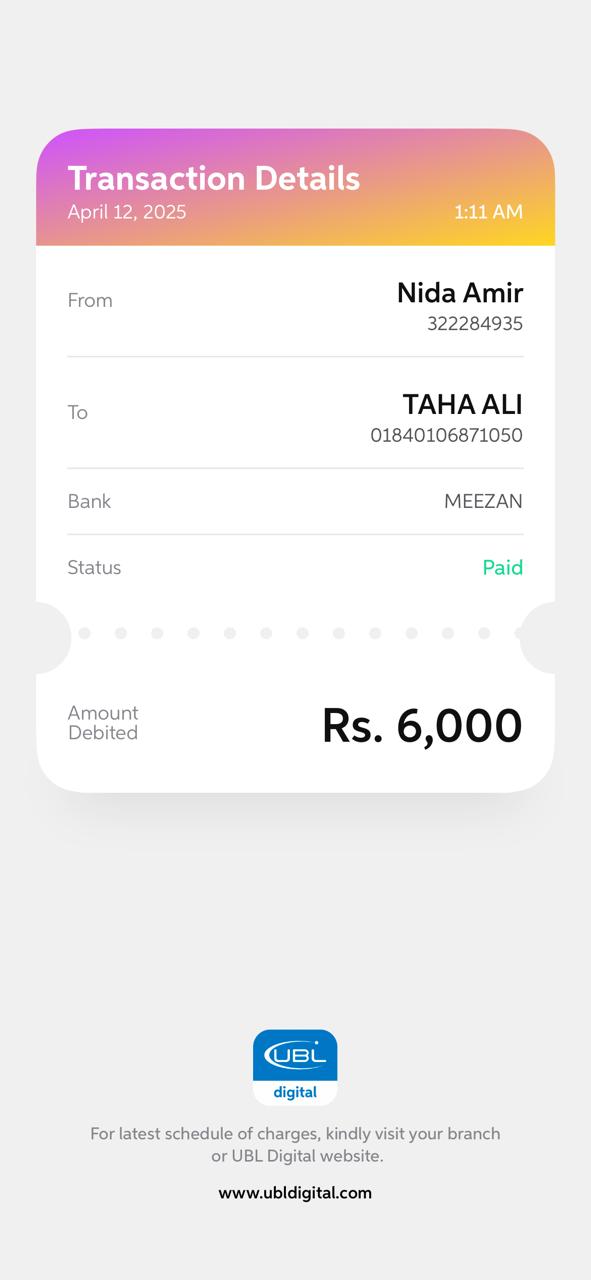 Transaction Details
April 12, 2025 1:11 AM
From Nida Amir
322284935
To TAHA ALI
01840106871050
Bank MEEZAN
Status Paid
Amount
Debited Rs. 6,000
UBL
digital
For latest schedule of charges, kindly visit your branch
or UBL Digital website.
www.ubldigital.com